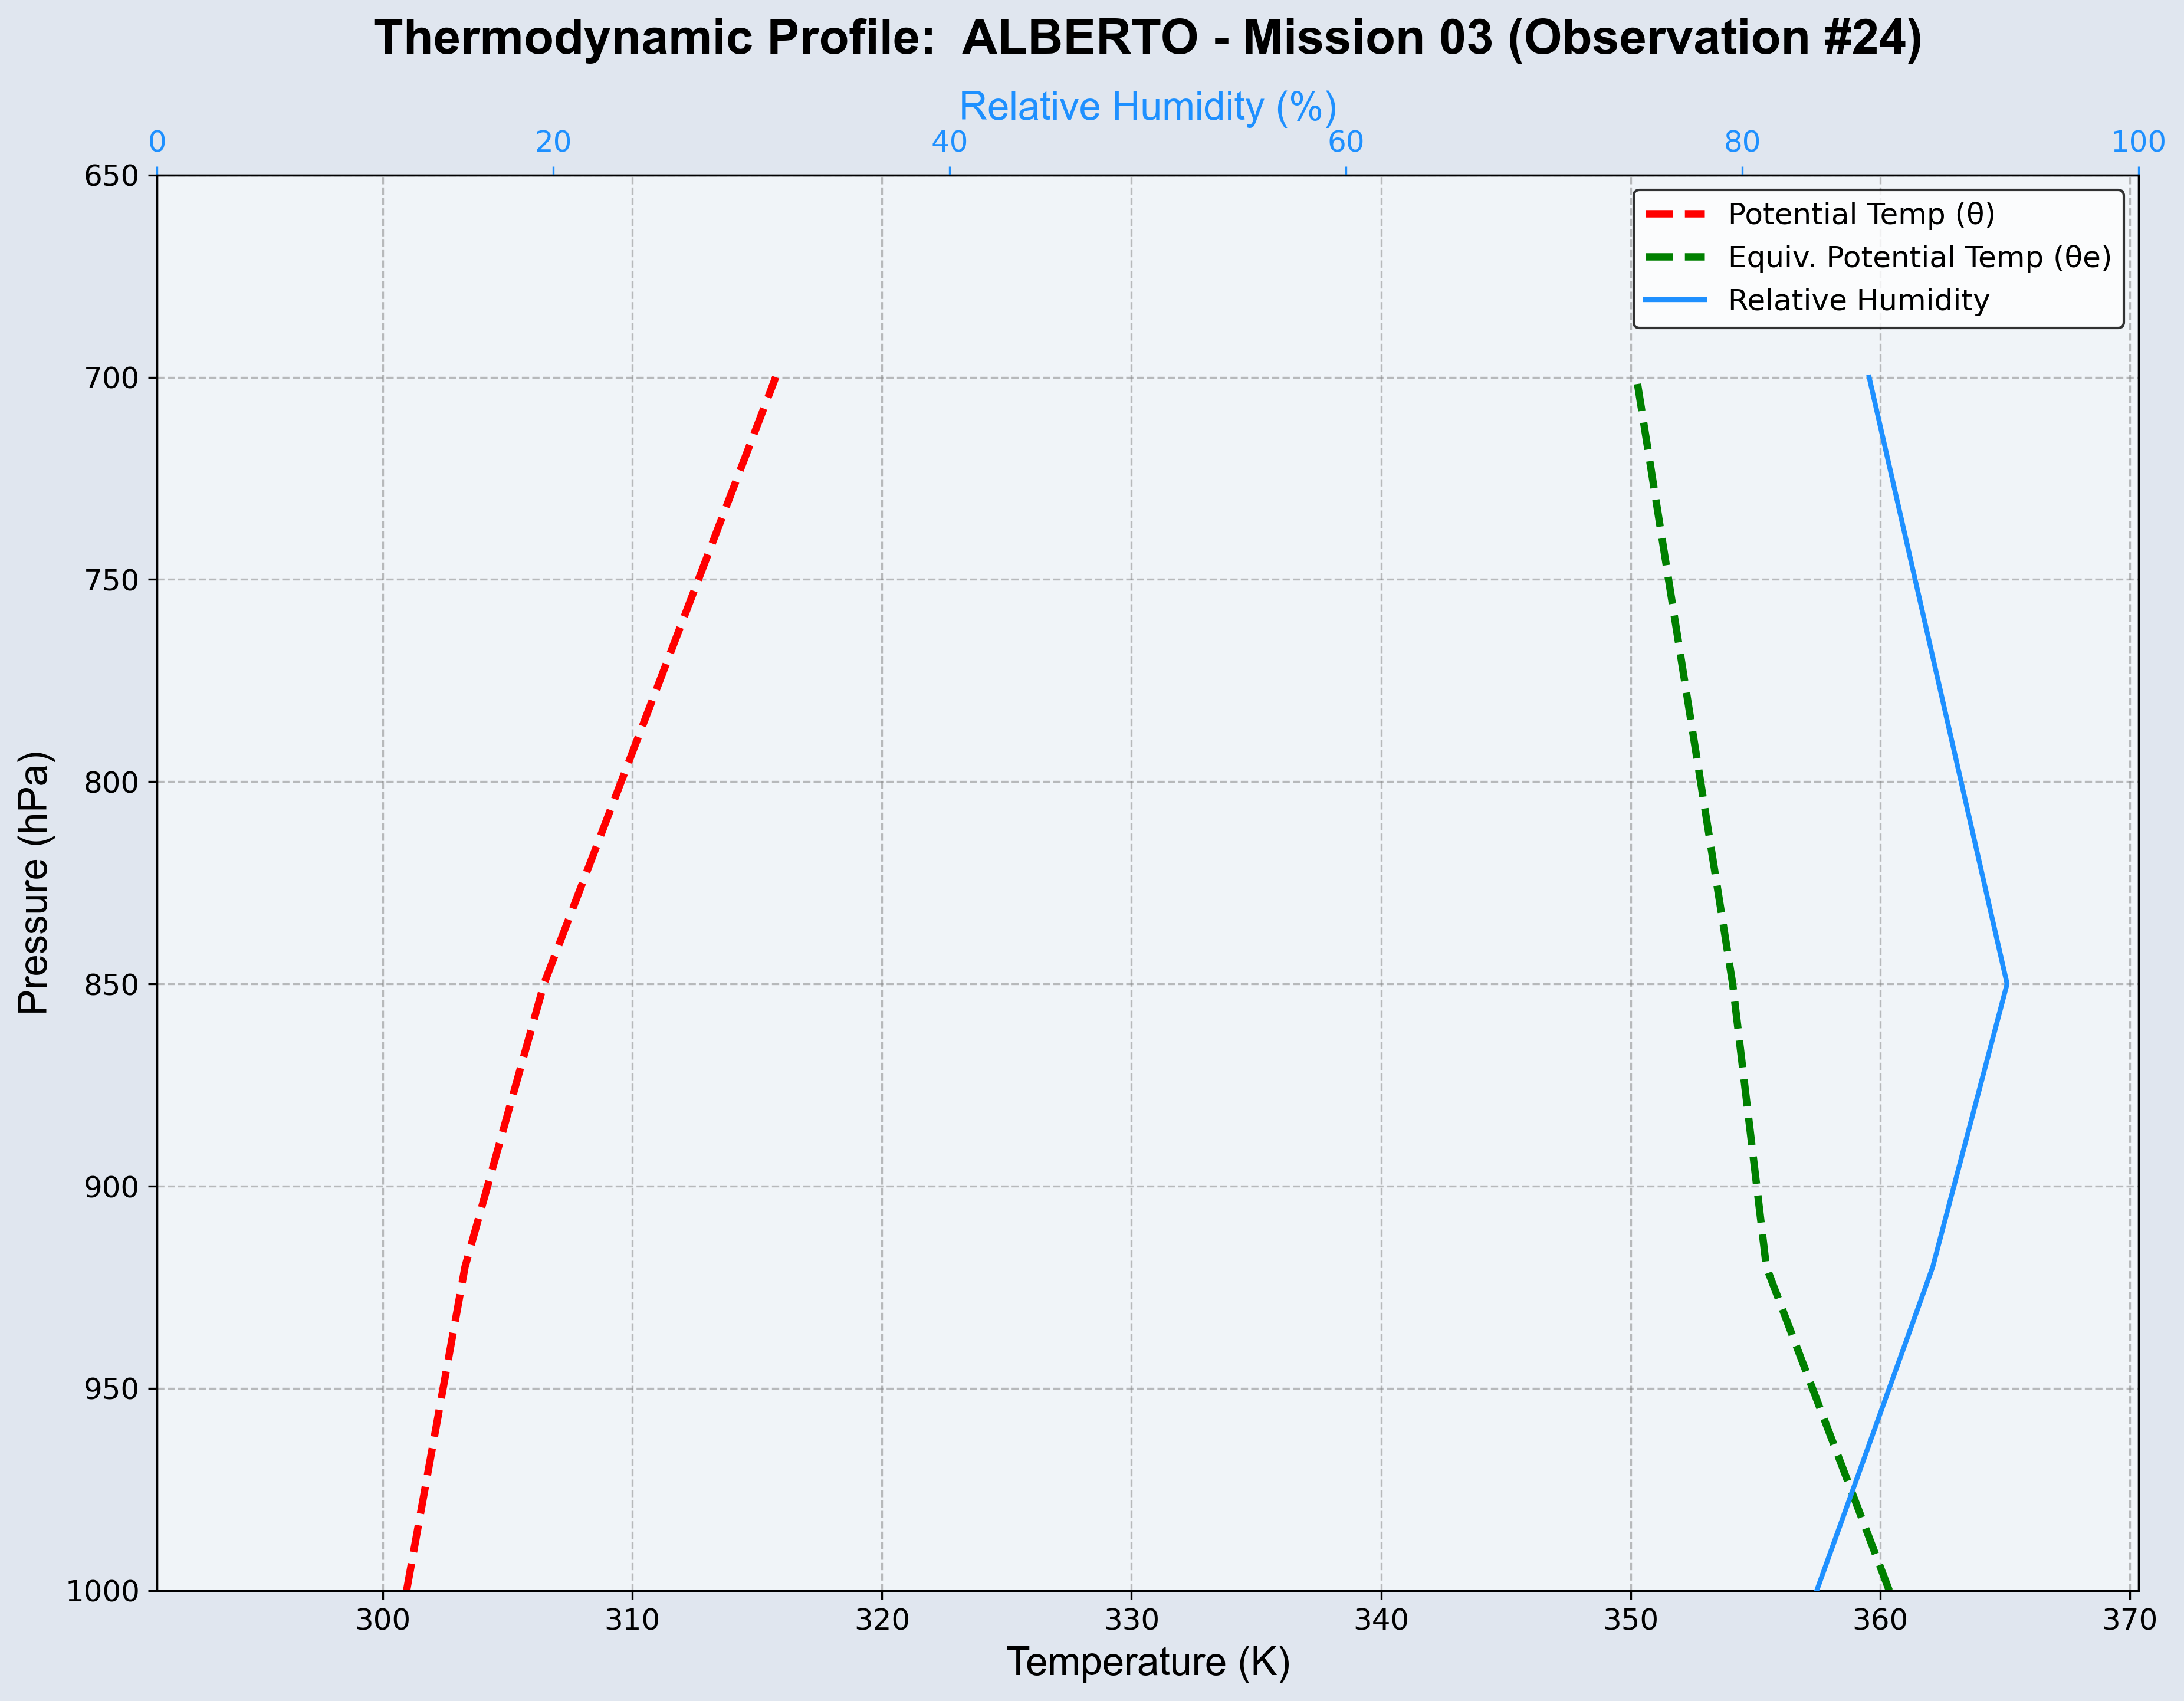 Thermodynamic Profile:  ALBERTO - Mission 03 (Observation #24)
Relative Humidity (%)
0 20 40 60 80 100
Potential Temp (θ)
Equiv. Potential Temp (θe)
Relative Humidity
Pressure (hPa)
650
700
750
800
850
900
950
1000
300 310 320 330 340 350 360 370
Temperature (K)